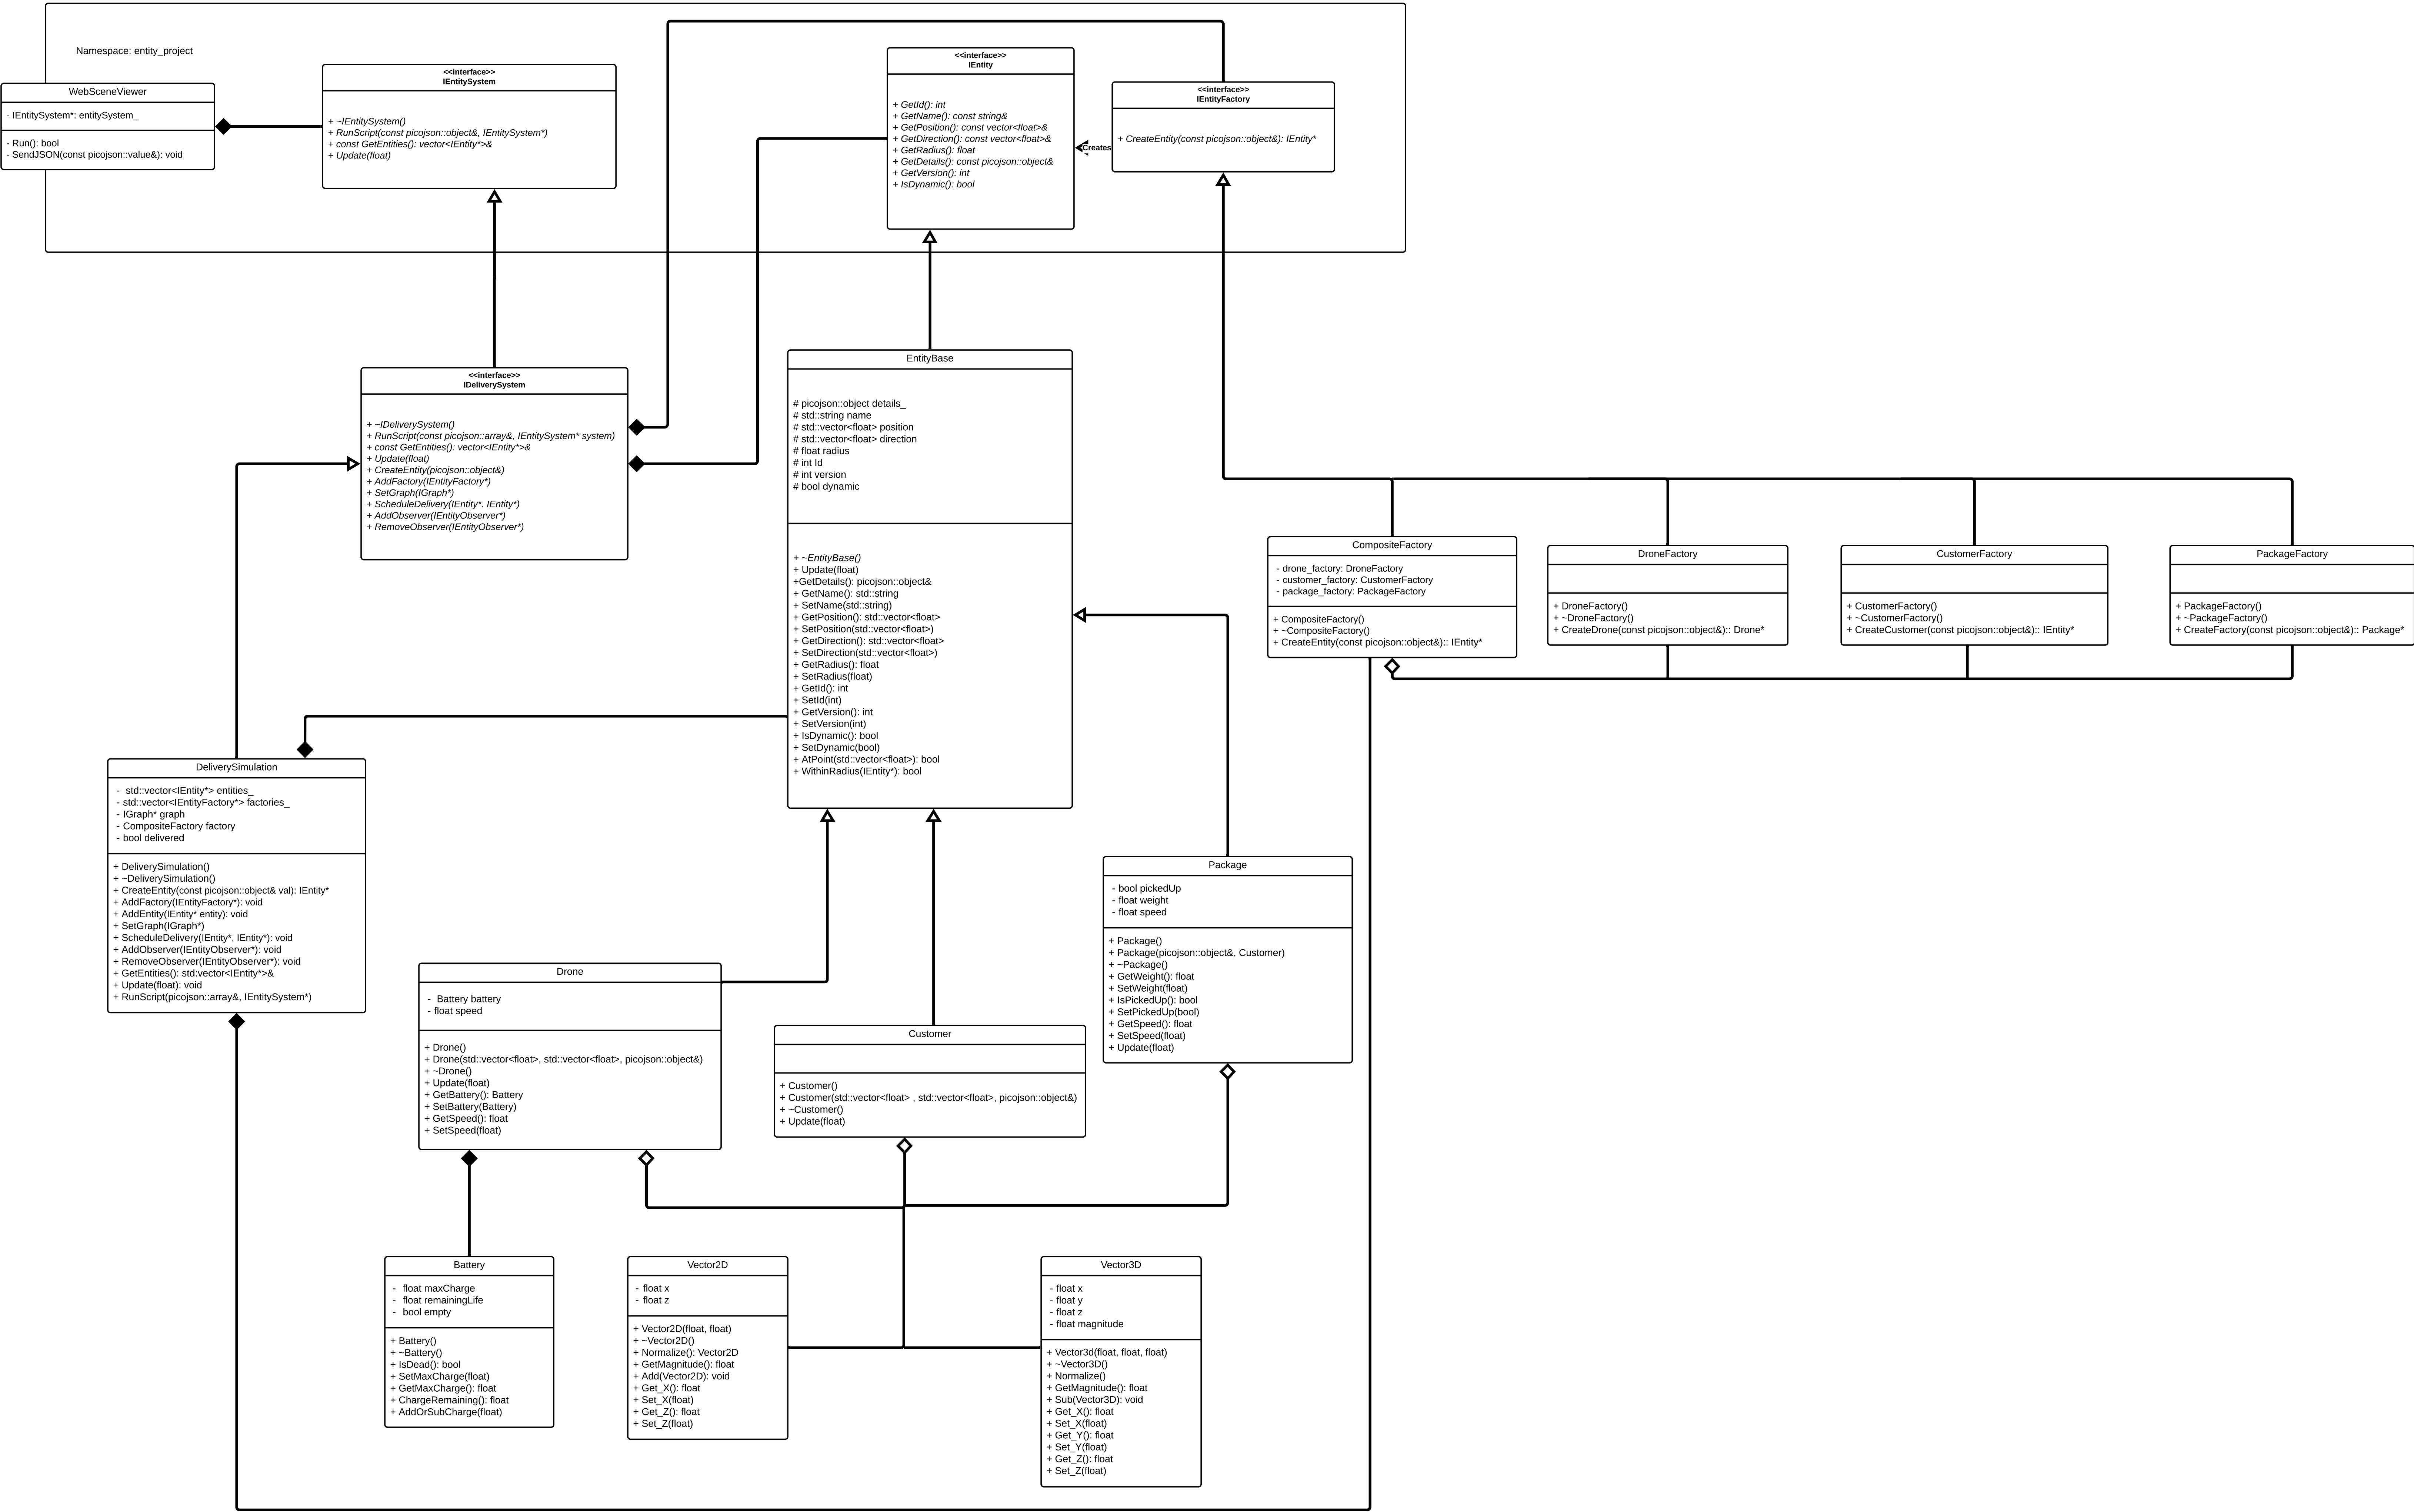 Namespace: entity_project
WebSceneViewer
- IEntitySystem*: entitySystem_
- Run(): bool
- SendJSON(const picojson::value&): void
<<interface>>
IEntitySystem
+ ~IEntitySystem()
+ RunScript(const picojson::object&, IEntitySystem*)
+ const GetEntities(): vector<IEntity*>&
+ Update(float)
<<interface>>
IEntity
+ GetId(): int
+ GetName(): const string&
+ GetPosition(): const vector<float>&
+ GetDirection(): const vector<float>&
+ GetRadius(): float
+ GetDetails(): const picojson::object&
+ GetVersion(): int
+ IsDynamic(): bool
Creates
<<interface>>
IEntityFactory
+ CreateEntity(const picojson::object&): IEntity*
<<interface>>
IDeliverySystem
+ ~IDeliverySystem()
+ RunScript(const picojson::array&, IEntitySystem* system)
+ const GetEntities(): vector<IEntity*>&
+ Update(float)
+ CreateEntity(picojson::object&)
+ AddFactory(IEntityFactory*)
+ SetGraph(IGraph*)
+ ScheduleDelivery(IEntity*. IEntity*)
+ AddObserver(IEntityObserver*)
+ RemoveObserver(IEntityObserver*)
EntityBase
# picojson::object details_
# std::string name
# std::vector<float> position
# std::vector<float> direction
# float radius
# int Id
# int version
# bool dynamic
+ ~EntityBase()
+ Update(float)
+GetDetails(): picojson::object&
+ GetName(): std::string
+ SetName(std::string)
+ GetPosition(): std::vector<float>
+ SetPosition(std::vector<float>)
+ GetDirection(): std::vector<float>
+ SetDirection(std::vector<float>)
+ GetRadius(): float
+ SetRadius(float)
+ GetId(): int
+ SetId(int)
+ GetVersion(): int
+ SetVersion(int)
+ IsDynamic(): bool
+ SetDynamic(bool)
+ AtPoint(std::vector<float>): bool
+ WithinRadius(IEntity*): bool
CompositeFactory
- drone_factory: DroneFactory
- customer_factory: CustomerFactory
- package_factory: PackageFactory
+ CompositeFactory()
+ ~CompositeFactory()
+ CreateEntity(const picojson::object&):: IEntity*
DroneFactory
+ DroneFactory()
+ ~DroneFactory()
+ CreateDrone(const picojson::object&):: Drone*
CustomerFactory
+ CustomerFactory()
+ ~CustomerFactory()
+ CreateCustomer(const picojson::object&):: IEntity*
PackageFactory
+ PackageFactory()
+ ~PackageFactory()
+ CreateFactory(const picojson::object&):: Package*
DeliverySimulation
- std::vector<IEntity*> entities_
- std::vector<IEntityFactory*> factories_
- IGraph* graph
- CompositeFactory factory
- bool delivered
+ DeliverySimulation()
+ ~DeliverySimulation()
+ CreateEntity(const picojson::object& val): IEntity*
+ AddFactory(IEntityFactory*): void
+ AddEntity(IEntity* entity): void
+ SetGraph(IGraph*)
+ ScheduleDelivery(IEntity*, IEntity*): void
+ AddObserver(IEntityObserver*): void
+ RemoveObserver(IEntityObserver*): void
+ GetEntities(): std:vector<IEntity*>&
+ Update(float): void
+ RunScript(picojson::array&, IEntitySystem*)
Package
- bool pickedUp
- float weight
- float speed
+ Package()
+ Package(picojson::object&, Customer)
+ ~Package()
+ GetWeight(): float
+ SetWeight(float)
+ IsPickedUp(): bool
+ SetPickedUp(bool)
+ GetSpeed(): float
+ SetSpeed(float)
+ Update(float)
Drone
- Battery battery
- float speed
+ Drone()
+ Drone(std::vector<float>, std::vector<float>, picojson::object&)
+ ~Drone()
+ Update(float)
+ GetBattery(): Battery
+ SetBattery(Battery)
+ GetSpeed(): float
+ SetSpeed(float)
Customer
+ Customer()
+ Customer(std::vector<float> , std::vector<float>, picojson::object&)
+ ~Customer()
+ Update(float)
Battery
- float maxCharge
- float remainingLife
- bool empty
+ Battery()
+ ~Battery()
+ IsDead(): bool
+ SetMaxCharge(float)
+ GetMaxCharge(): float
+ ChargeRemaining(): float
+ AddOrSubCharge(float)
Vector2D
- float x
- float z
+ Vector2D(float, float)
+ ~Vector2D()
+ Normalize(): Vector2D
+ GetMagnitude(): float
+ Add(Vector2D): void
+ Get_X(): float
+ Set_X(float)
+ Get_Z(): float
+ Set_Z(float)
Vector3D
- float x
- float y
- float z
- float magnitude
+ Vector3d(float, float, float)
+ ~Vector3D()
+ Normalize()
+ GetMagnitude(): float
+ Sub(Vector3D): void
+ Get_X(): float
+ Set_X(float)
+ Get_Y(): float
+ Set_Y(float)
+ Get_Z(): float
+ Set_Z(float)